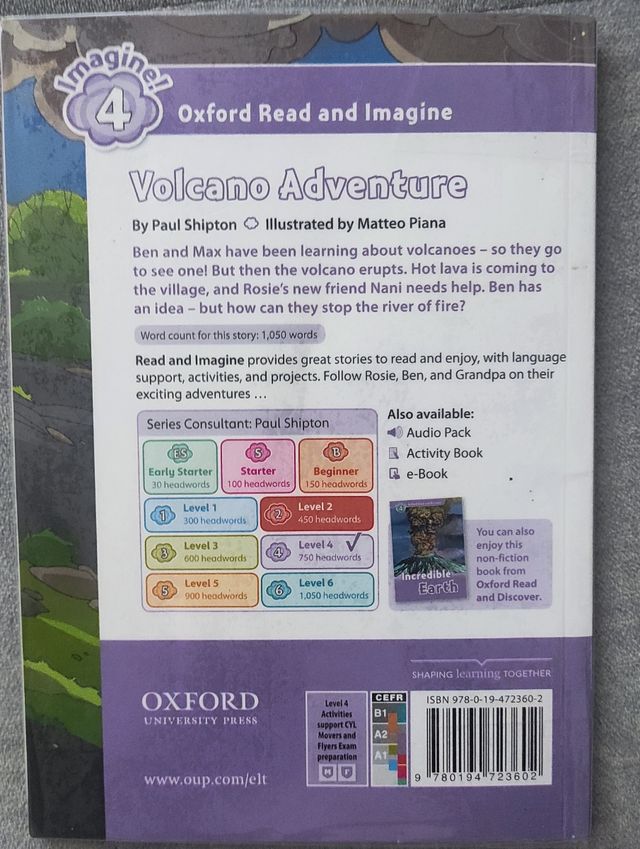 Imagine!
4
Oxford Read and Imagine
Volcano Adventure
By Paul Shipton Illustrated by Matteo Piana
Ben and Max have been learning about volcanoes – so they go
to see one! But then the volcano erupts. Hot lava is coming to
the village, and Rosie's new friend Nani needs help. Ben has
an idea – but how can they stop the river of fire?
Word count for this story: 1,050 words
Read and Imagine provides great stories to read and enjoy, with language
support, activities, and projects. Follow Rosie, Ben, and Grandpa on their
exciting adventures ...
Series Consultant: Paul Shipton
ES
Early Starter
30 headwords
S
Starter
100 headwords
B
Beginner
150 headwords
1
Level 1
300 headwords
2
Level 2
450 headwords
3
Level 3
600 headwords
4
Level 4 ✓
750 headwords
5
Level 5
900 headwords
6
Level 6
1,050 headwords
Also available:
Audio Pack
Activity Book
e-Book
4
Incredible
Earth
You can also
enjoy this
non-fiction
book from
Oxford Read
and Discover.
SHAPING learning TOGETHER
OXFORD
UNIVERSITY PRESS
www.oup.com/elt
Level 4
Activities
support CYL
Movers and
Flyers Exam
preparation
M F
CEFR
B1
A2
A1
ISBN 978-0-19-472360-2
9 780194 723602